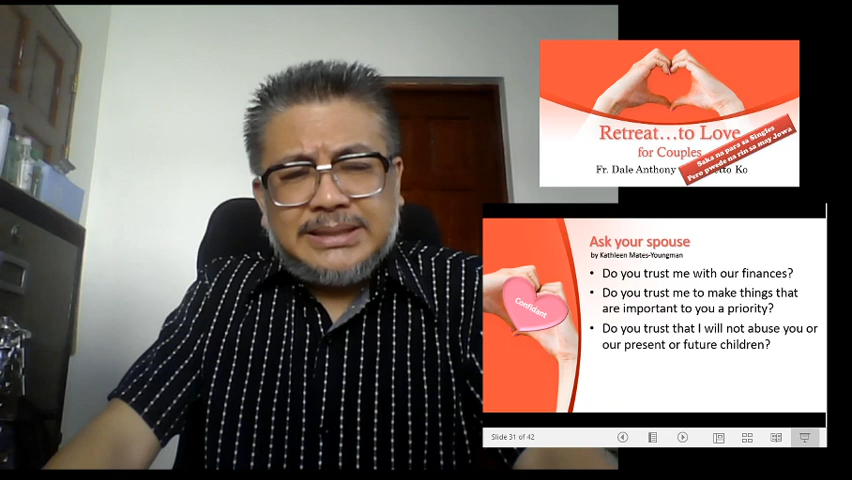 Retreat...to Love
for Couples
Saka na para sa Singles
Pero pwede na rin sa may Jowa
Fr. Dale Anthony Ko
Ask your spouse
by Kathleen Mates-Youngman
• Do you trust me with our finances?
• Do you trust me to make things that
are important to you a priority?
• Do you trust that I will not abuse you or
our present or future children?
Confidant
Slide 31 of 42